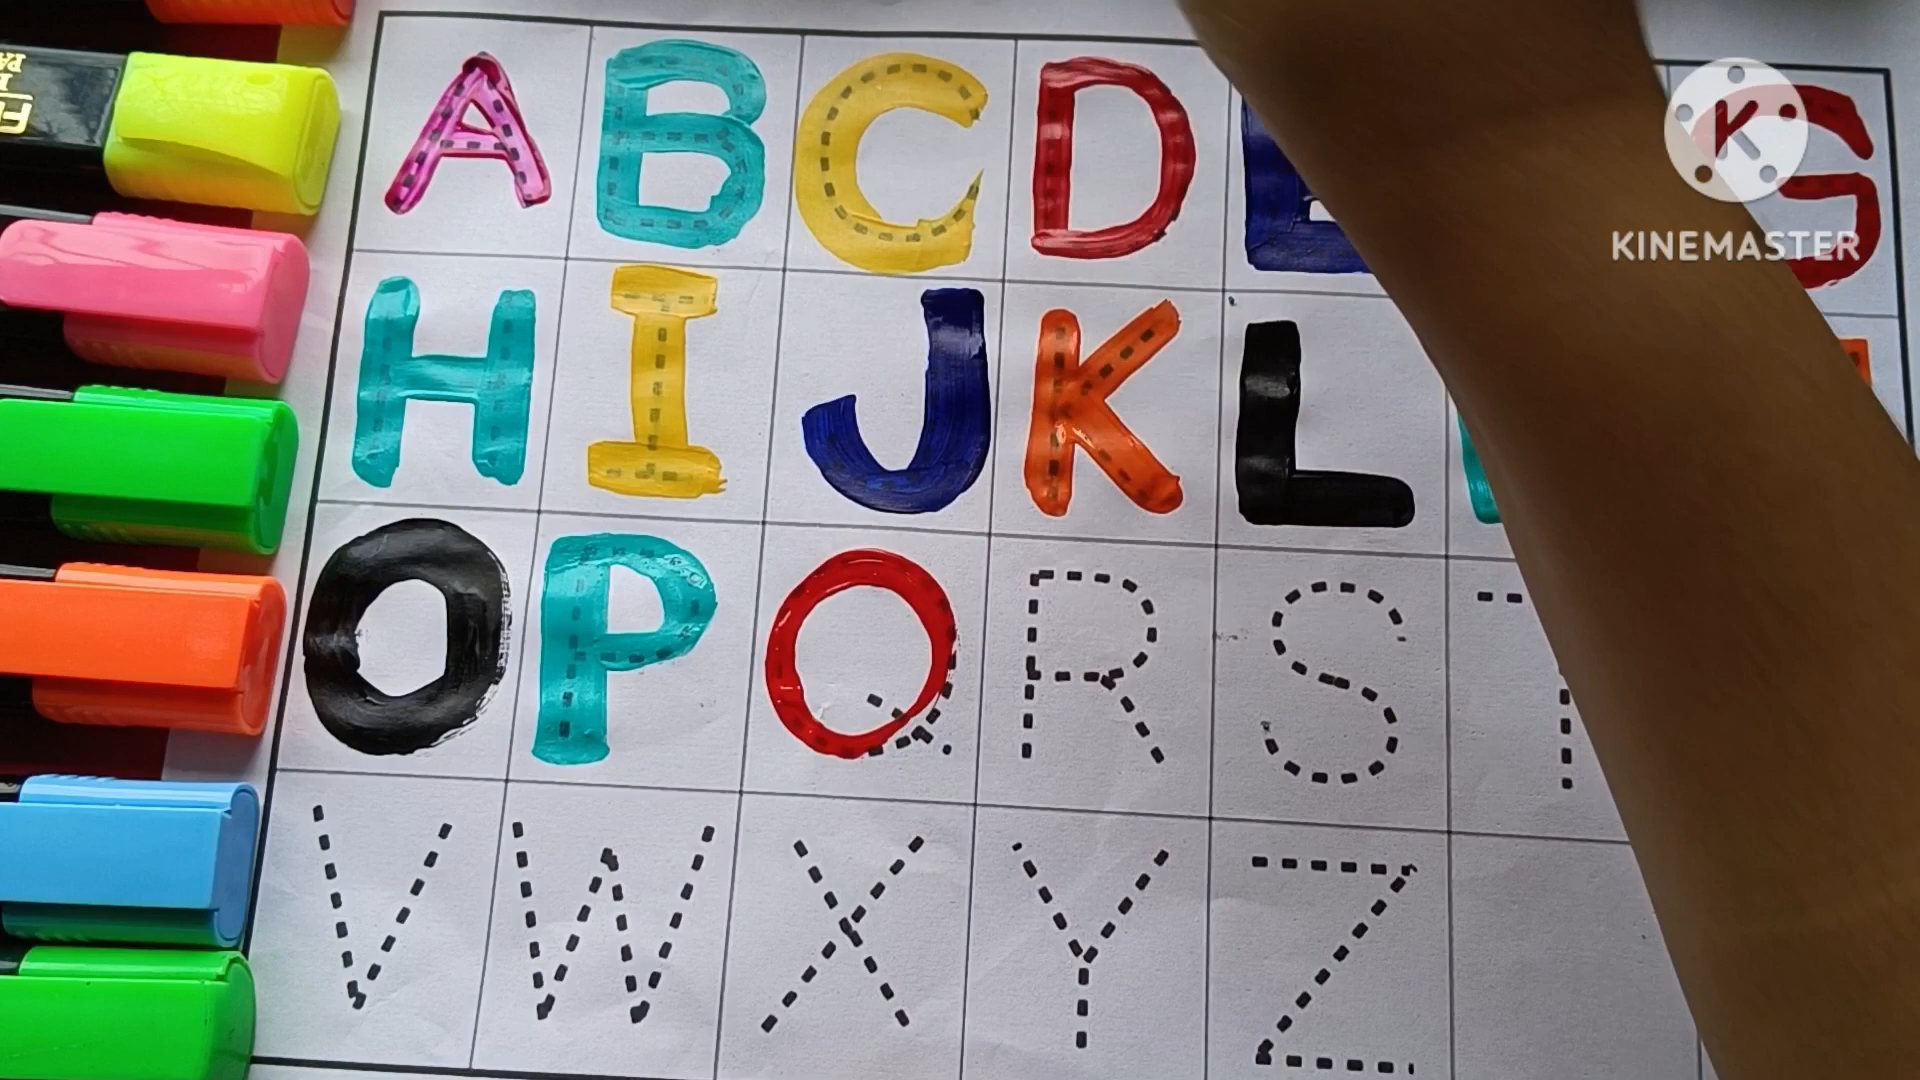 A B C D E G
K
KINEMASTER
H I J K L
O P Q R S T
V W X Y Z